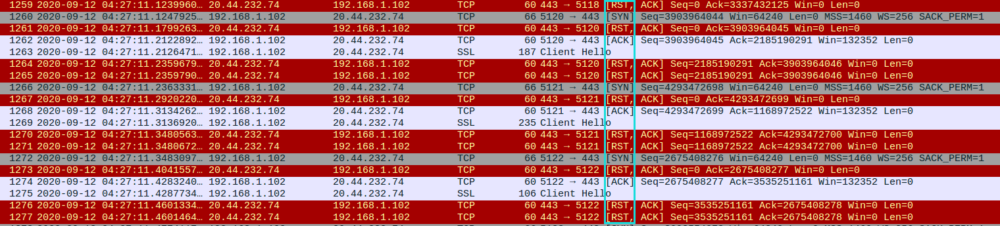 1259 2020-09-12 04:27:11.1239960… 20.44.232.74 192.168.1.102 TCP 60 443 → 5118 [RST, ACK] Seq=0 Ack=3337432125 Win=0 Len=0
1260 2020-09-12 04:27:11.1247925… 192.168.1.102 20.44.232.74 TCP 66 5120 → 443 [SYN] Seq=3903964044 Win=64240 Len=0 MSS=1460 WS=256 SACK_PERM=1
1261 2020-09-12 04:27:11.1799263… 20.44.232.74 192.168.1.102 TCP 60 443 → 5120 [RST, ACK] Seq=0 Ack=3903964045 Win=0 Len=0
1262 2020-09-12 04:27:11.2122892… 192.168.1.102 20.44.232.74 TCP 60 5120 → 443 [ACK] Seq=3903964045 Ack=2185190291 Win=132352 Len=0
1263 2020-09-12 04:27:11.2126471… 192.168.1.102 20.44.232.74 SSL 187 Client Hello
1264 2020-09-12 04:27:11.2359679… 20.44.232.74 192.168.1.102 TCP 60 443 → 5120 [RST, ACK] Seq=2185190291 Ack=3903964046 Win=0 Len=0
1265 2020-09-12 04:27:11.2359790… 20.44.232.74 192.168.1.102 TCP 60 443 → 5120 [RST, ACK] Seq=2185190291 Ack=3903964046 Win=0 Len=0
1266 2020-09-12 04:27:11.2363331… 192.168.1.102 20.44.232.74 TCP 66 5121 → 443 [SYN] Seq=4293472698 Win=64240 Len=0 MSS=1460 WS=256 SACK_PERM=1
1267 2020-09-12 04:27:11.2920220… 20.44.232.74 192.168.1.102 TCP 60 443 → 5121 [RST, ACK] Seq=0 Ack=4293472699 Win=0 Len=0
1268 2020-09-12 04:27:11.3134262… 192.168.1.102 20.44.232.74 TCP 60 5121 → 443 [ACK] Seq=4293472699 Ack=1168972522 Win=132352 Len=0
1269 2020-09-12 04:27:11.3136920… 192.168.1.102 20.44.232.74 SSL 235 Client Hello
1270 2020-09-12 04:27:11.3480563… 20.44.232.74 192.168.1.102 TCP 60 443 → 5121 [RST, ACK] Seq=1168972522 Ack=4293472700 Win=0 Len=0
1271 2020-09-12 04:27:11.3480672… 20.44.232.74 192.168.1.102 TCP 60 443 → 5121 [RST, ACK] Seq=1168972522 Ack=4293472700 Win=0 Len=0
1272 2020-09-12 04:27:11.3483097… 192.168.1.102 20.44.232.74 TCP 66 5122 → 443 [SYN] Seq=2675408276 Win=64240 Len=0 MSS=1460 WS=256 SACK_PERM=1
1273 2020-09-12 04:27:11.4041557… 20.44.232.74 192.168.1.102 TCP 60 443 → 5122 [RST, ACK] Seq=0 Ack=2675408277 Win=0 Len=0
1274 2020-09-12 04:27:11.4283240… 192.168.1.102 20.44.232.74 TCP 60 5122 → 443 [ACK] Seq=2675408277 Ack=3535251161 Win=132352 Len=0
1275 2020-09-12 04:27:11.4287734… 192.168.1.102 20.44.232.74 SSL 106 Client Hello
1276 2020-09-12 04:27:11.4601334… 20.44.232.74 192.168.1.102 TCP 60 443 → 5122 [RST, ACK] Seq=3535251161 Ack=2675408278 Win=0 Len=0
1277 2020-09-12 04:27:11.4601464… 20.44.232.74 192.168.1.102 TCP 60 443 → 5122 [RST, ACK] Seq=3535251161 Ack=2675408278 Win=0 Len=0